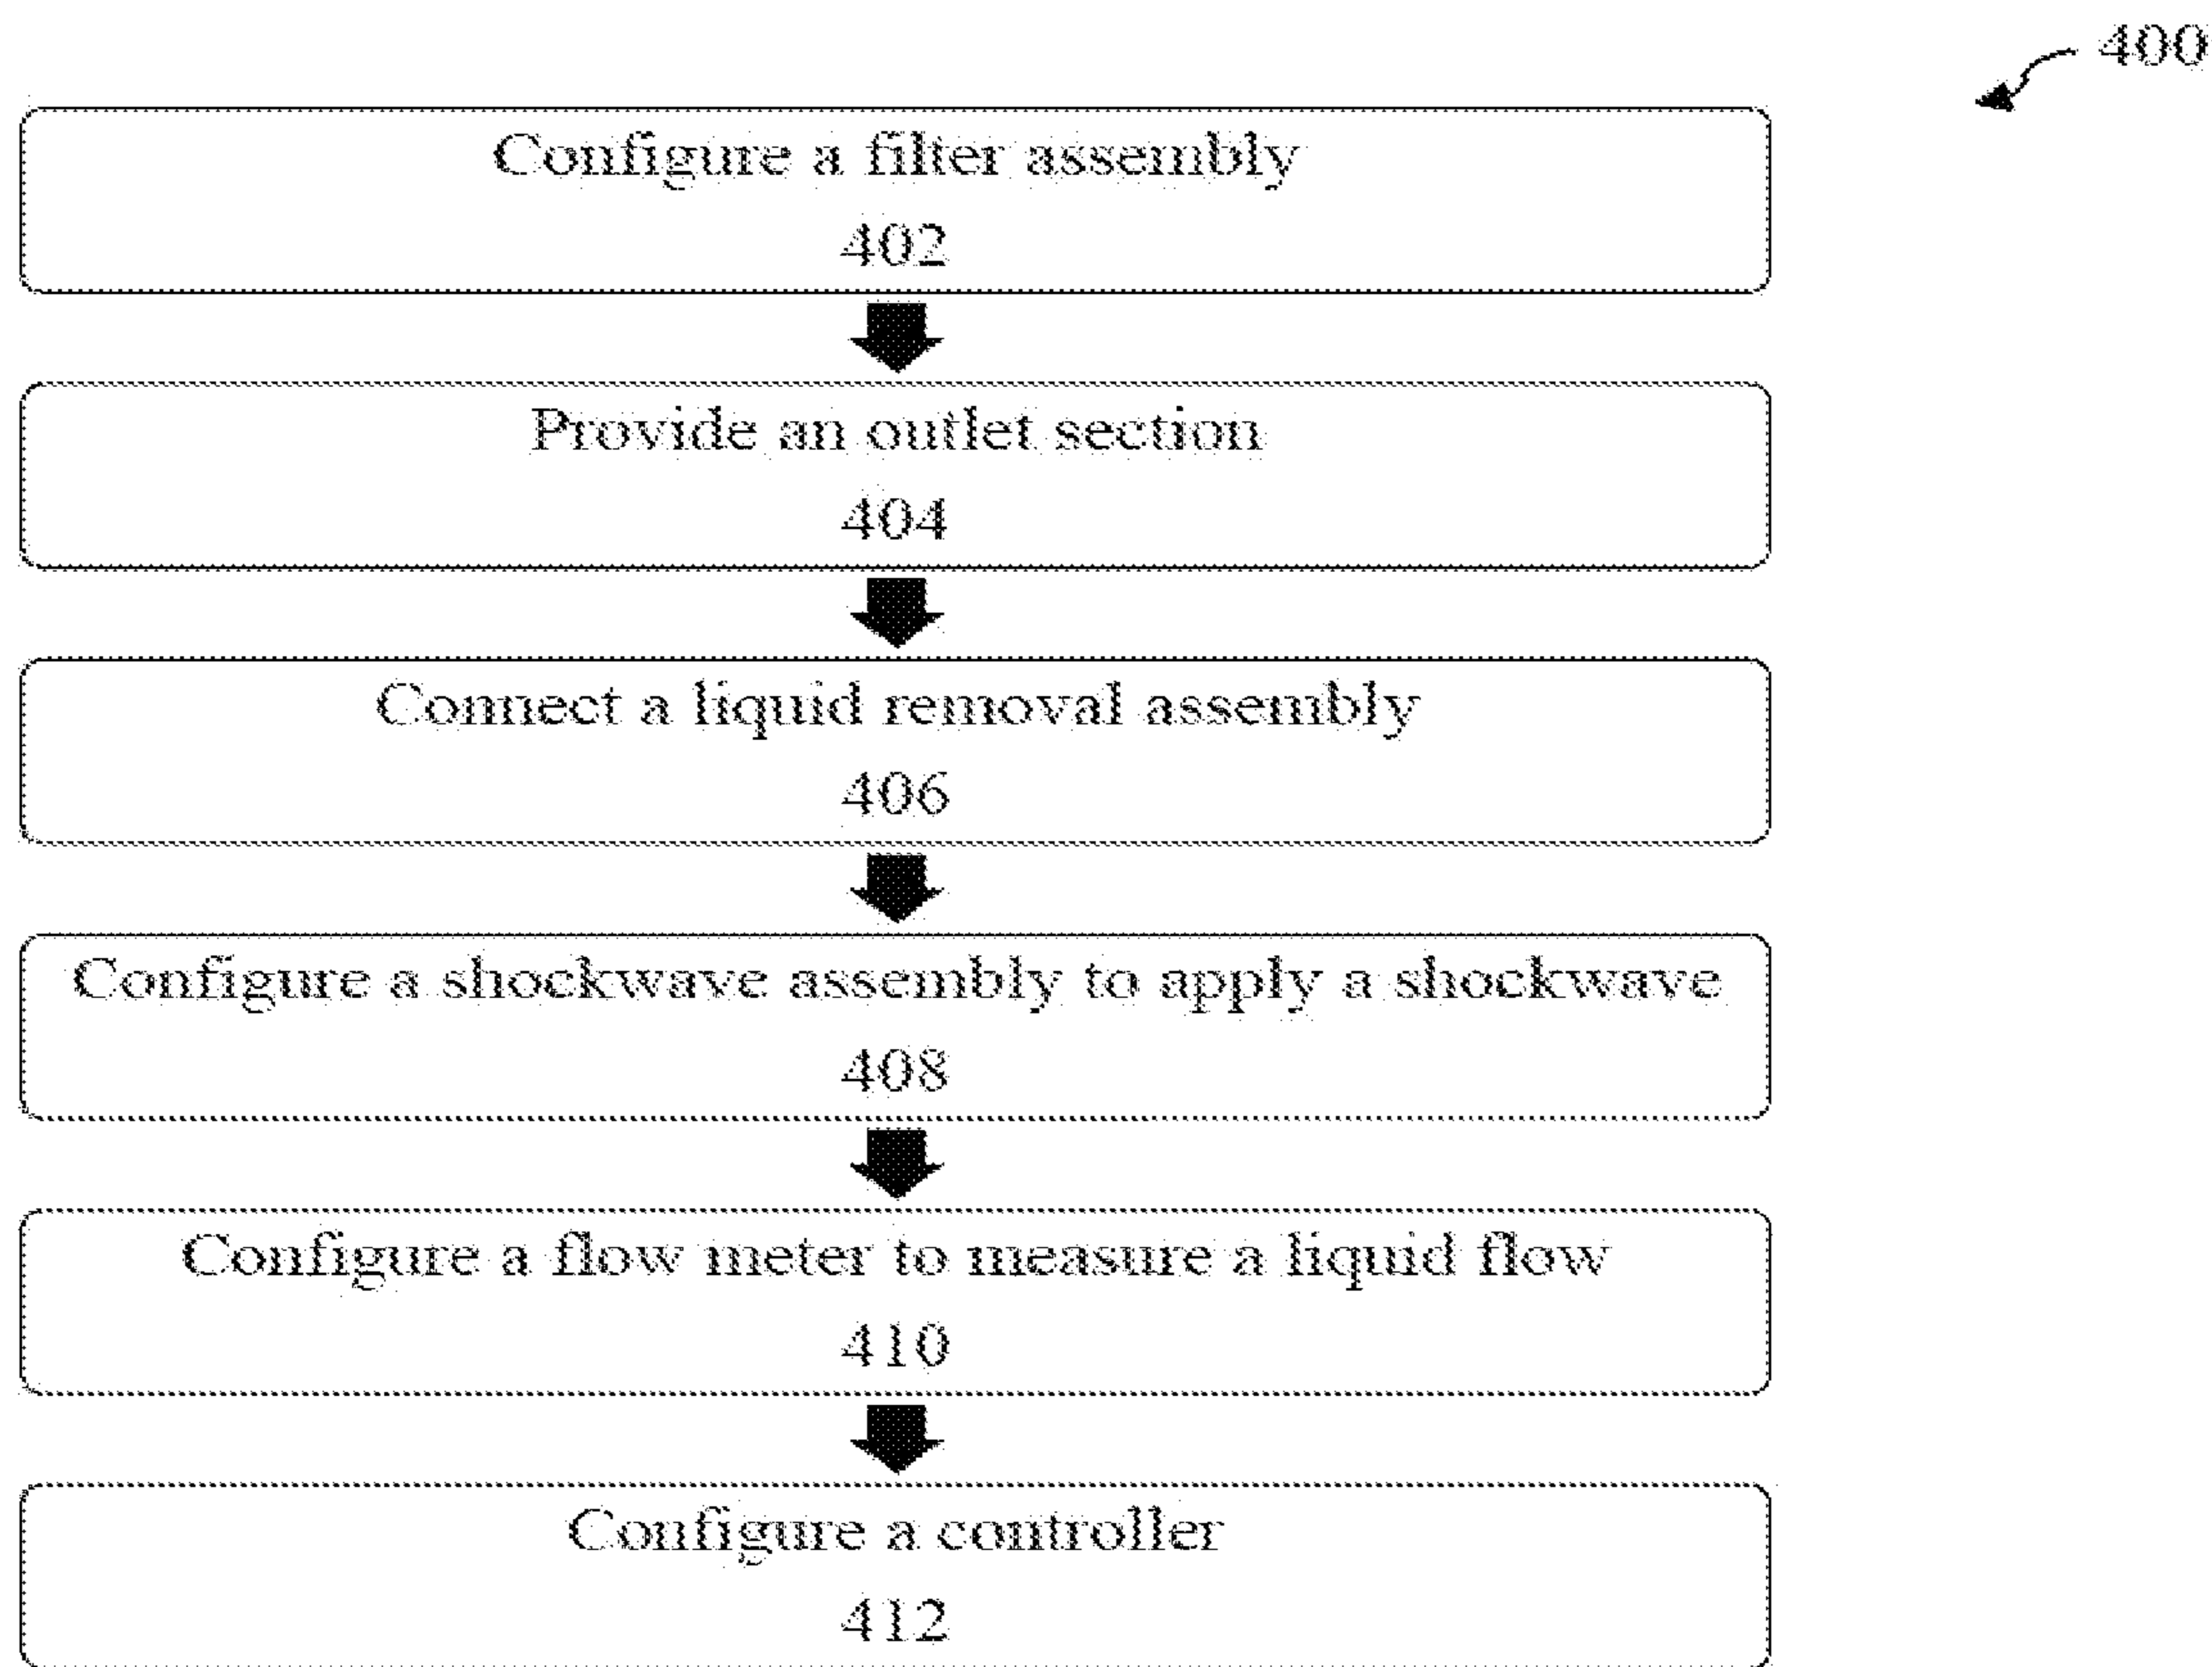 400
Configure a filter assembly
402
Provide an outlet section
404
Connect a liquid removal assembly
406
Configure a shockwave assembly to apply a shockwave
408
Configure a flow meter to measure a liquid flow
410
Configure a controller
412